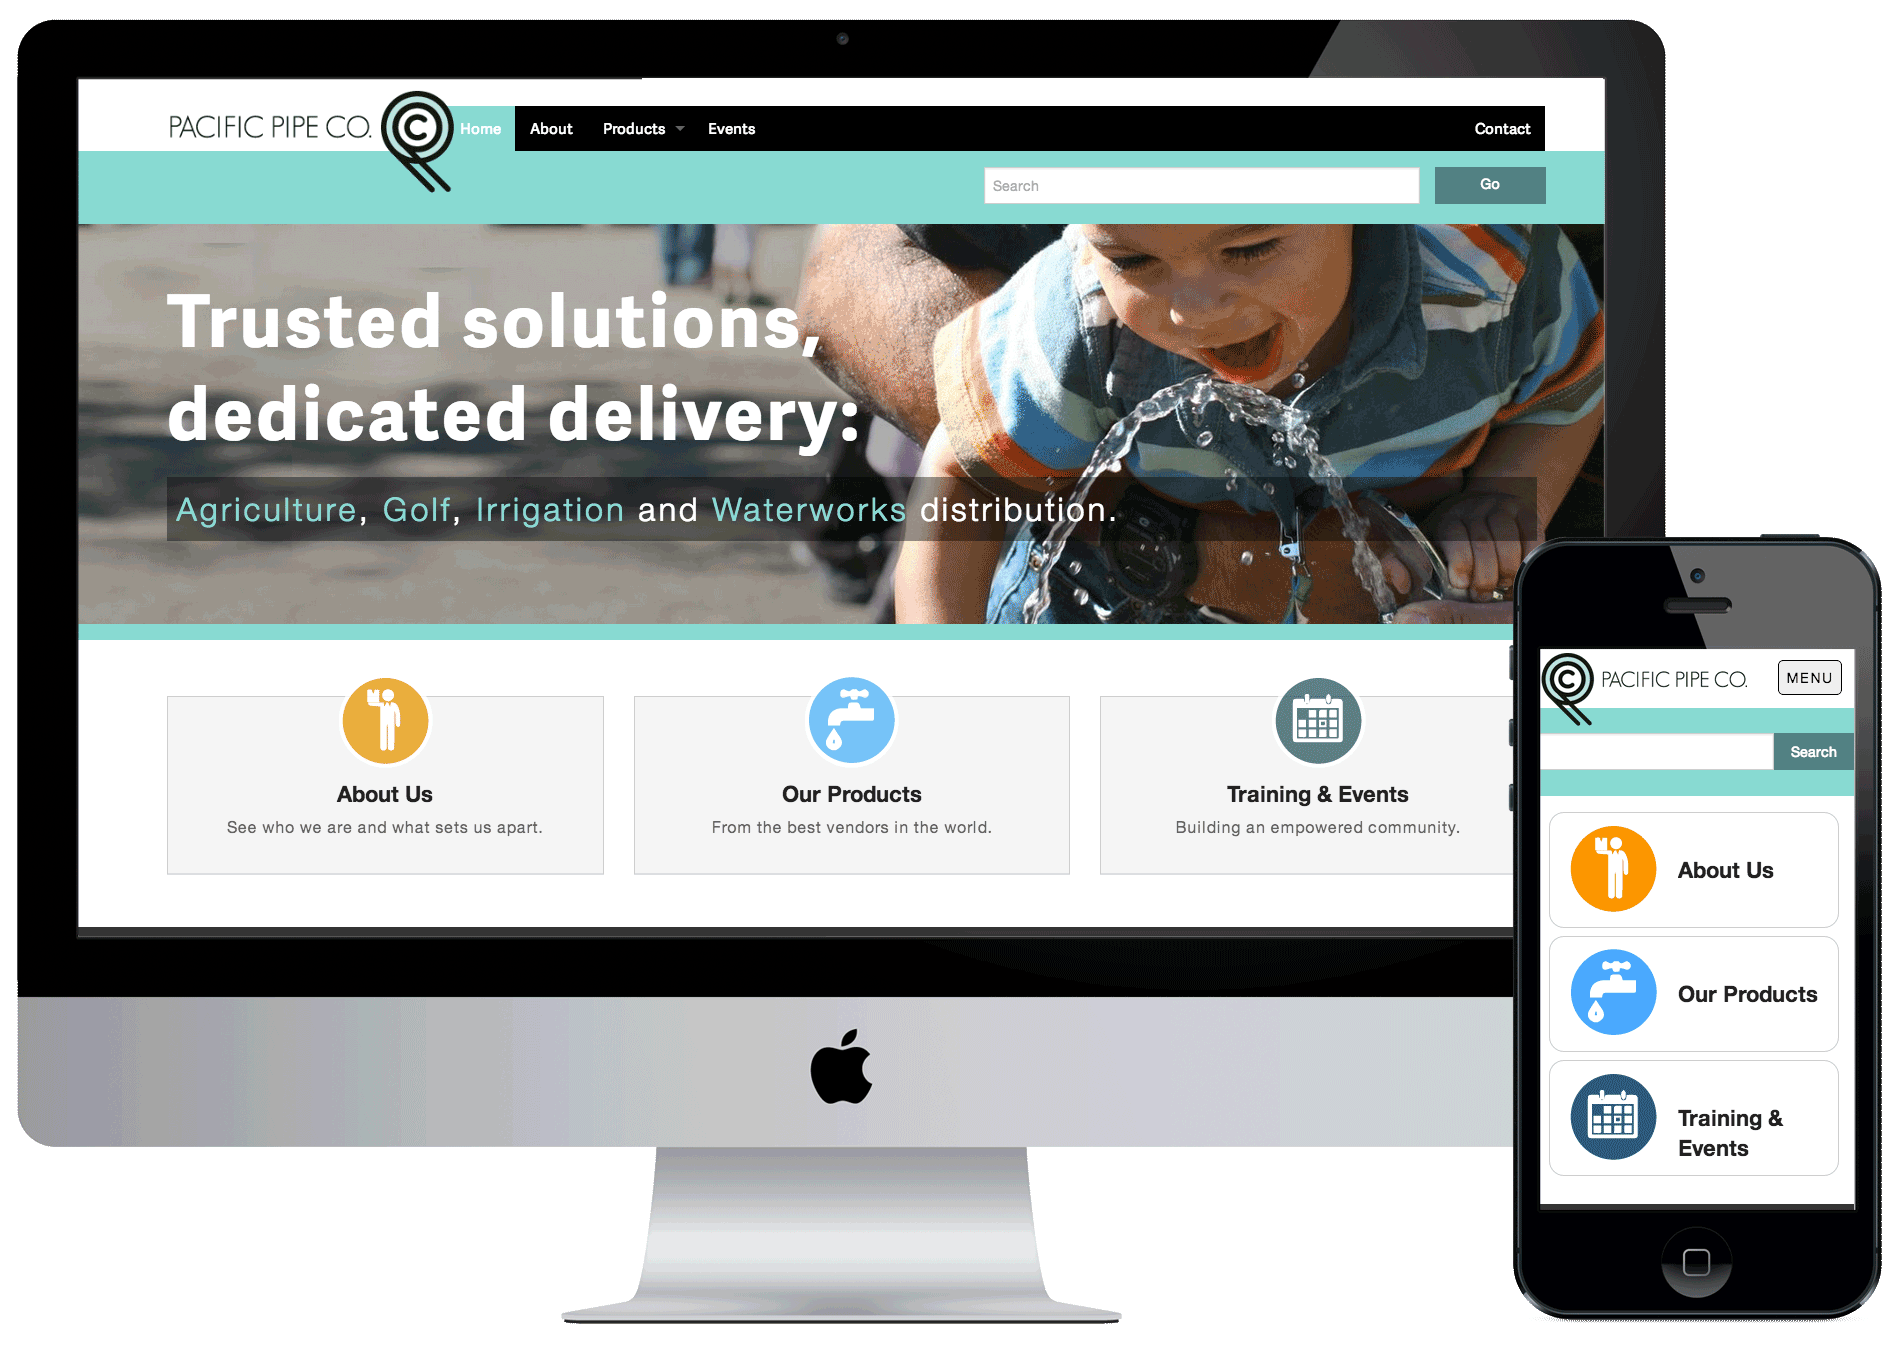 PACIFIC PIPE CO.
Home About Products Events Contact
Search Go
Trusted solutions,
dedicated delivery:
Agriculture, Golf, Irrigation and Waterworks distribution.
About Us
See who we are and what sets us apart.
Our Products
From the best vendors in the world.
Training & Events
Building an empowered community.
PACIFIC PIPE CO. MENU
Search
About Us
Our Products
Training &
Events